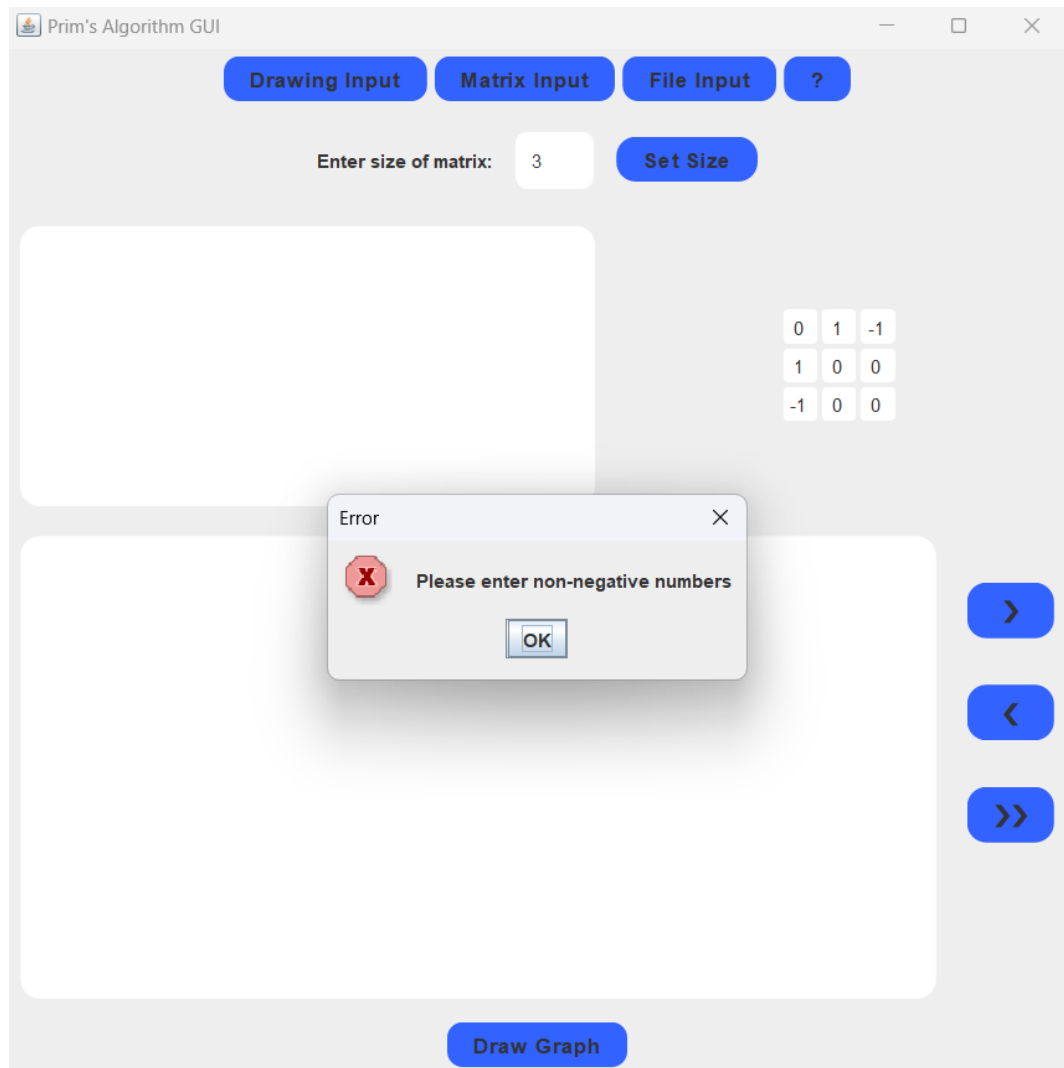 Prim's Algorithm GUI
Drawing Input Matrix Input File Input ?
Enter size of matrix: 3 Set Size
0 1 -1
1 0 0
-1 0 0
Error
X Please enter non-negative numbers
OK
Draw Graph